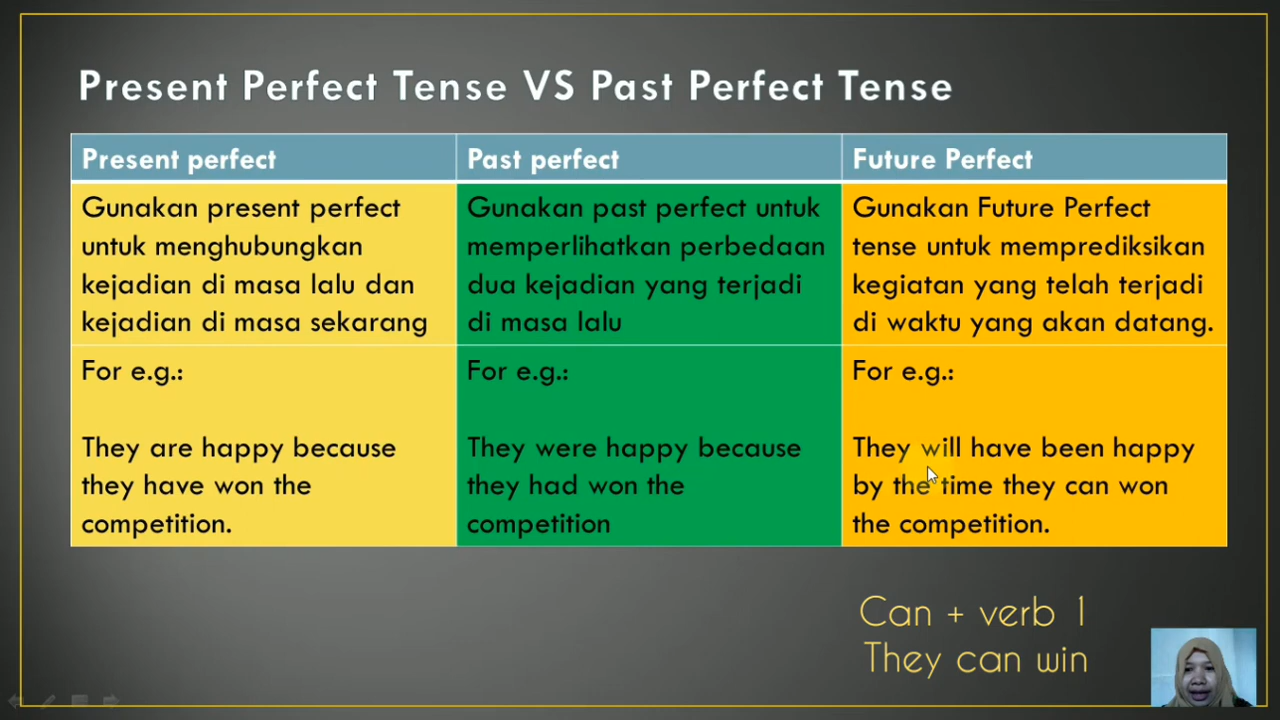 Present Perfect Tense VS Past Perfect Tense
Present perfect
Gunakan present perfect
untuk menghubungkan
kejadian di masa lalu dan
kejadian di masa sekarang
For e.g.:
They are happy because
they have won the
competition.
Past perfect
Gunakan past perfect untuk
memperlihatkan perbedaan
dua kejadian yang terjadi
di masa lalu
For e.g.:
They were happy because
they had won the
competition
Future Perfect
Gunakan Future Perfect
tense untuk memprediksikan
kegiatan yang telah terjadi
di waktu yang akan datang.
For e.g.:
They will have been happy
by the time they can won
the competition.
Can + verb 1
They can win